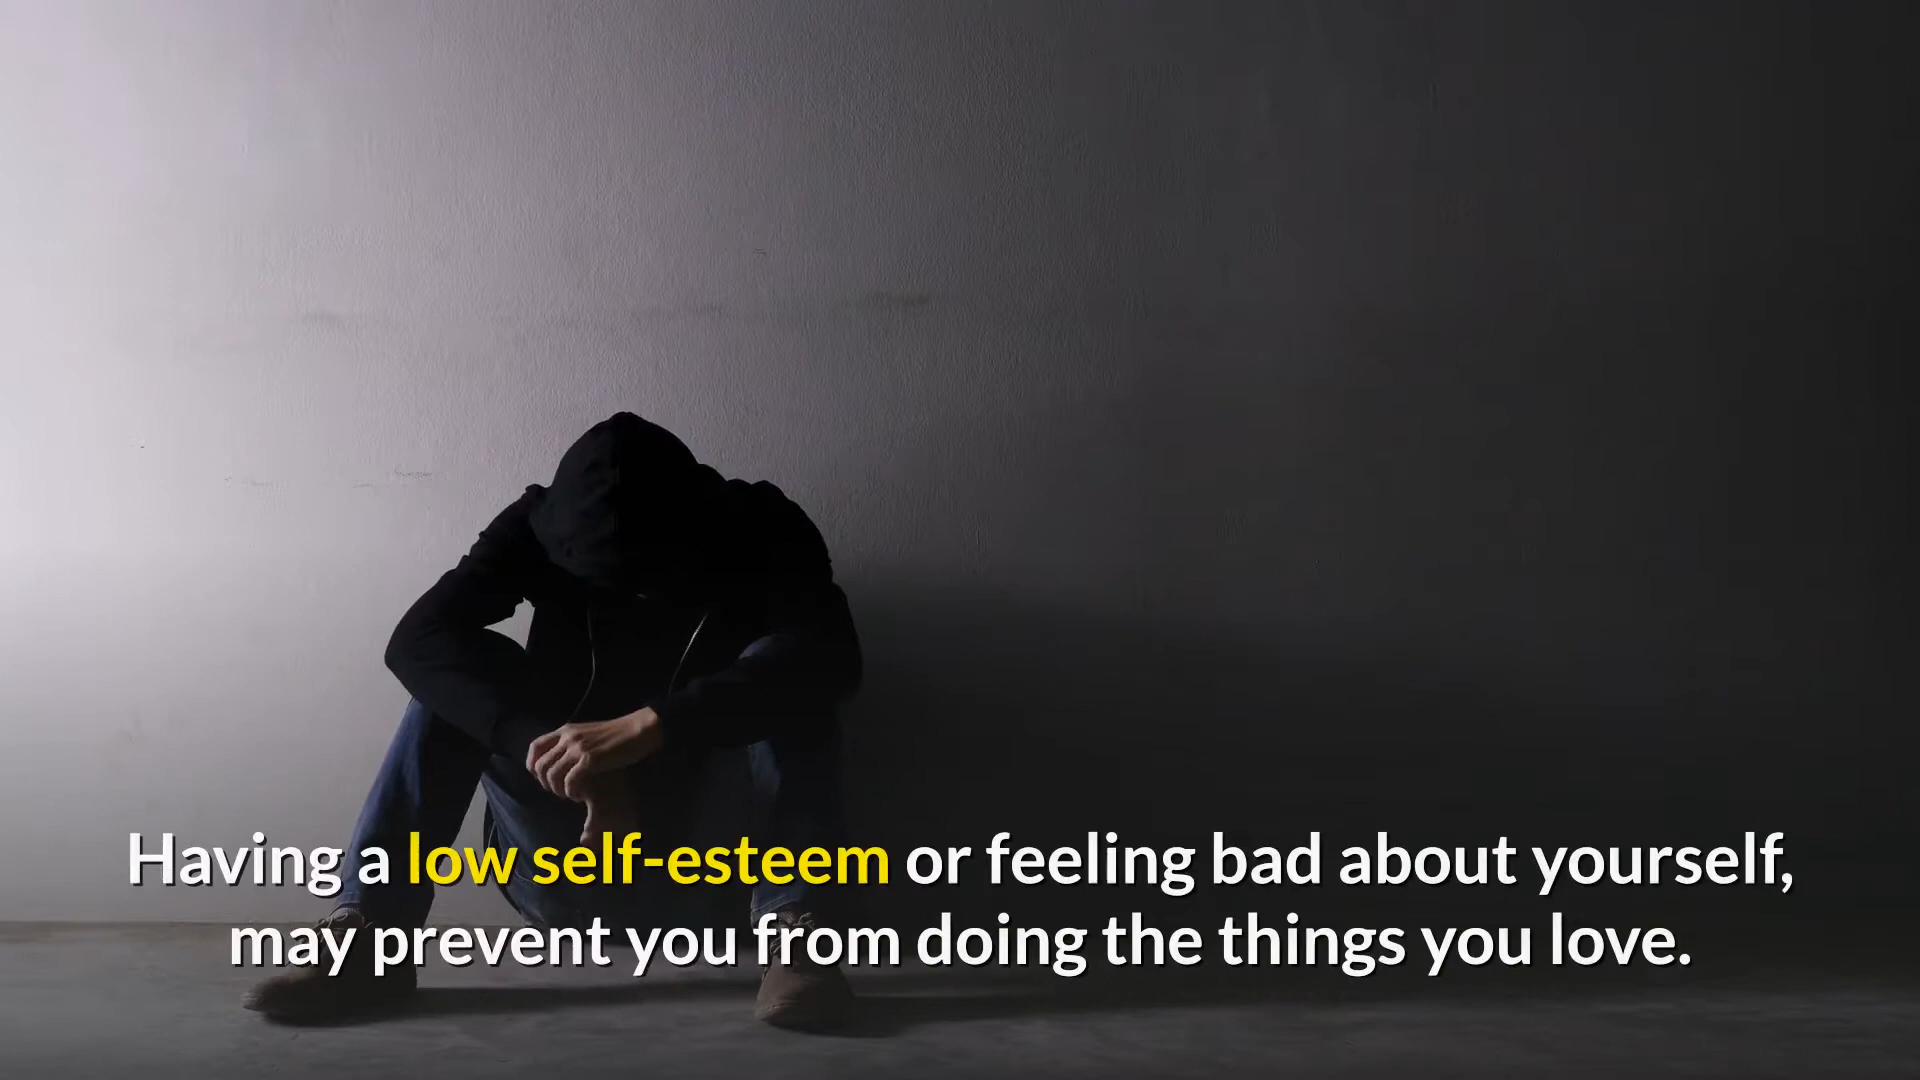 Having a low self-esteem or feeling bad about yourself,
may prevent you from doing the things you love.